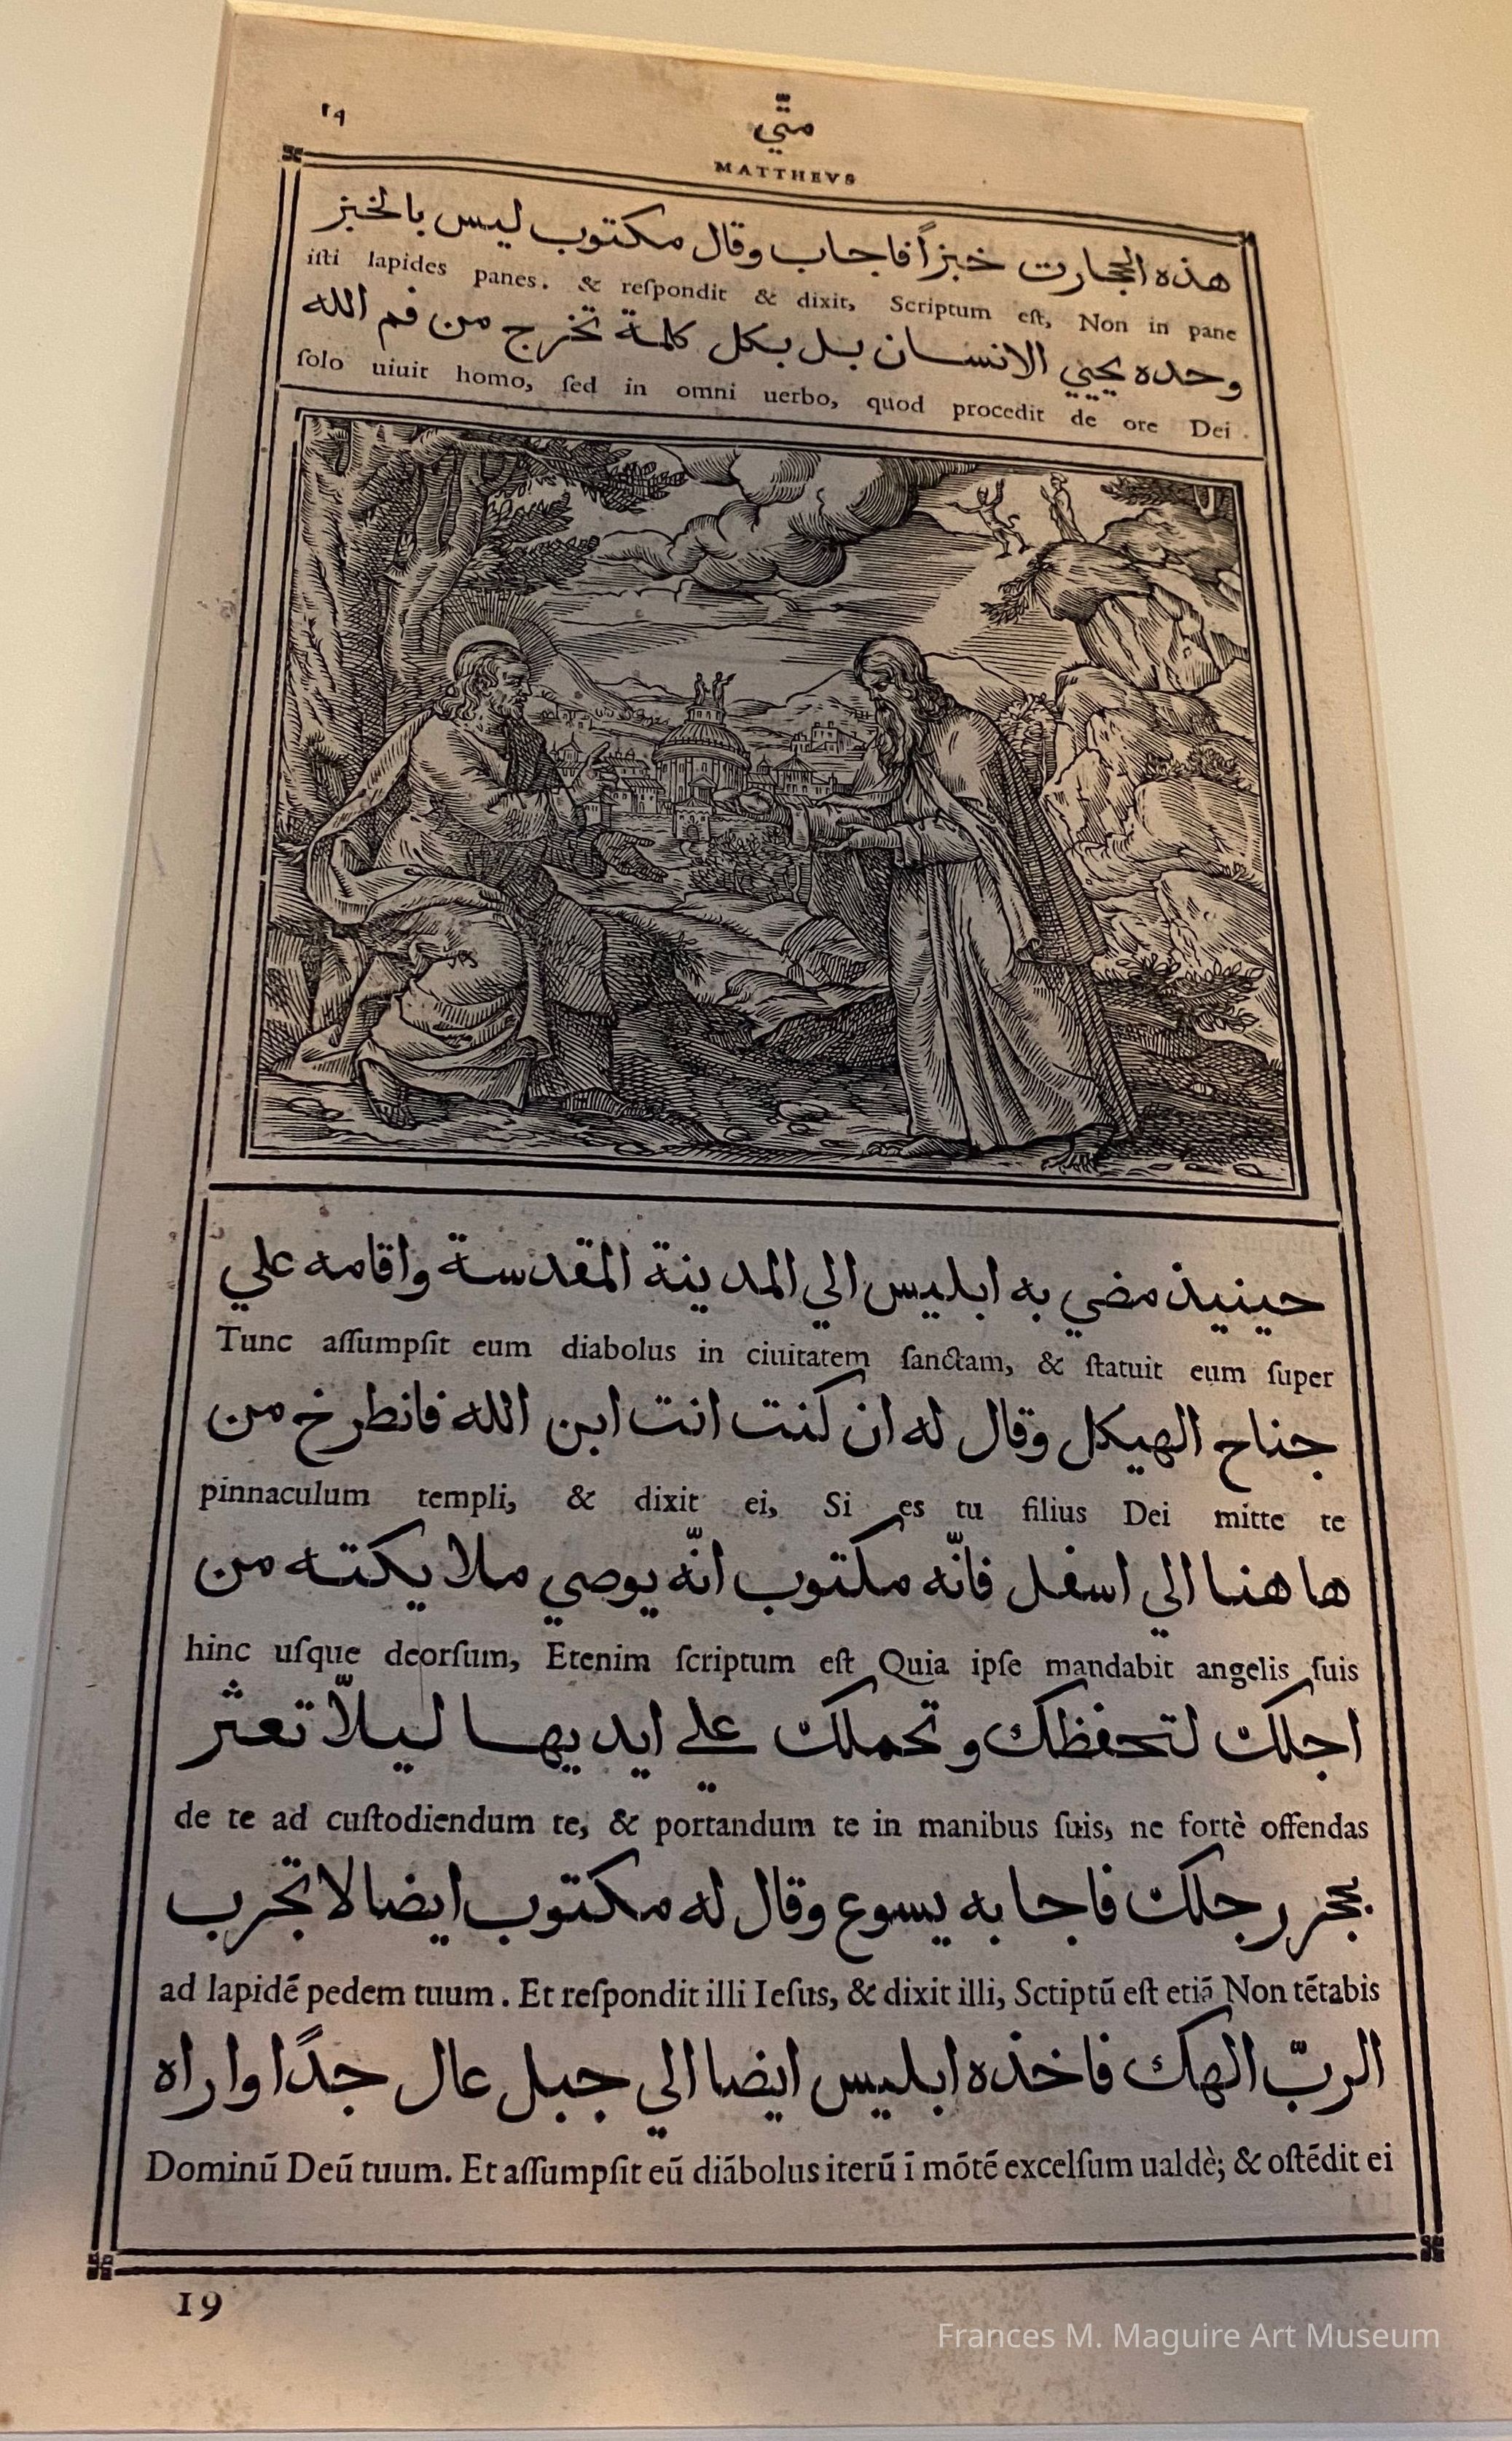 ١٩
متّي
MATTHEVS
هذه الحجارت خبزاً فاجاب وقال مكتوب ليس بالخبز
iſti lapides panes. & reſpondit & dixit, Scriptum eſt, Non in pane
وحده يحيي الانسان بل بكل كلمة تخرج من فم الله
ſolo uiuit homo, ſed in omni uerbo, quod procedit de ore Dei.
حينيذ مضي به ابليس الي المدينة المقدسة واقامه علي
Tunc aſſumpſit eum diabolus in ciuitatem ſanctam, & ſtatuit eum ſuper
جناح الهيكل وقال له ان كنت انت ابن الله فانطرخ من
pinnaculum templi, & dixit ei, Si es tu filius Dei mitte te
هاهنا الي اسفل فانّه مكتوب انّه يوصي ملايكته من
hinc uſque deorſum, Etenim ſcriptum eſt Quia ipſe mandabit angelis ſuis
اجلك لتحفظك وتحملك علي ايديها ليلاّ تعثر
de te ad cuſtodiendum te, & portandum te in manibus ſuis, ne fortè offendas
بحجر رجلك فاجابه يسوع وقال له مكتوب ايضا لا تجرب
ad lapidē pedem tuum. Et reſpondit illi Ieſus, & dixit illi, Sctiptū eſt etiā Non tētabis
الربّ الهك فاخذه ابليس ايضا الي جبل عال جدًا واراه
Dominū Deū tuum. Et aſſumpſit eū diābolus iterū ī mōtē excelſum ualdè; & oſtēdit ei
19
Frances M. Maguire Art Museum